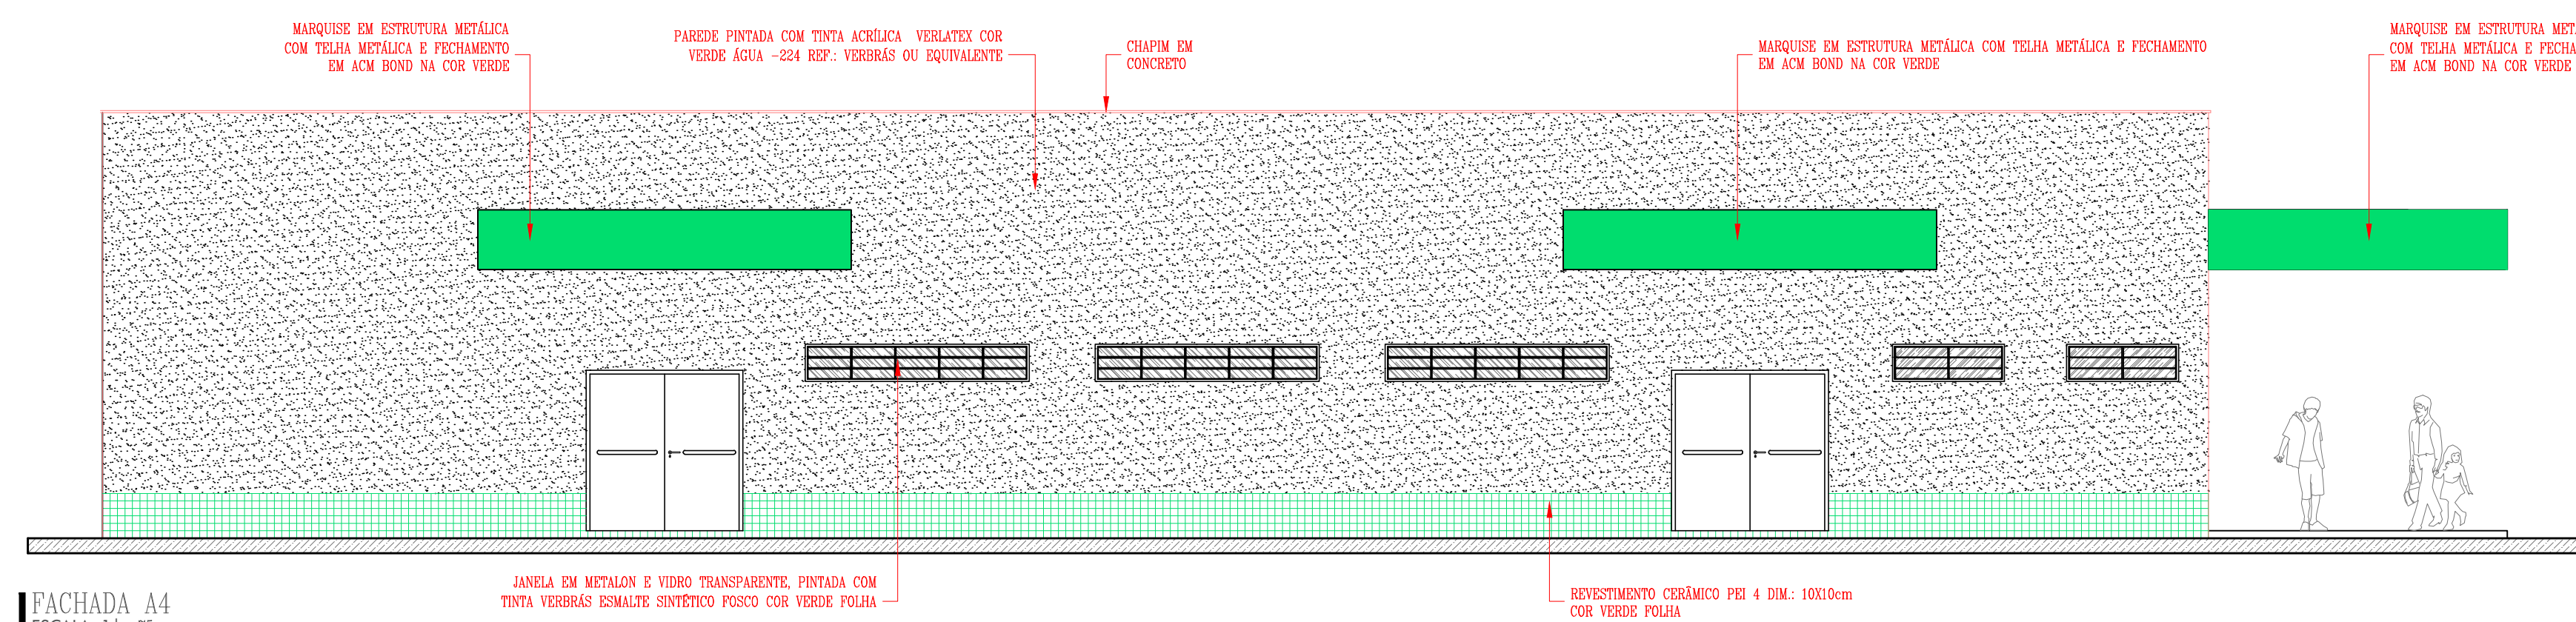 MARQUISE EM ESTRUTURA METÁLICA
COM TELHA METÁLICA E FECHAMENTO
EM ACM BOND NA COR VERDE
PAREDE PINTADA COM TINTA ACRÍLICA VERLATEX COR
VERDE ÁGUA -224 REF.: VERBRÁS OU EQUIVALENTE
CHAPIM EM
CONCRETO
MARQUISE EM ESTRUTURA METÁLICA COM TELHA METÁLICA E FECHAMENTO
EM ACM BOND NA COR VERDE
MARQUISE EM ESTRUTURA
COM TELHA METÁLICA E
EM ACM BOND NA COR VERDE
JANELA EM METALON E VIDRO TRANSPARENTE, PINTADA COM
TINTA VERBRÁS ESMALTE SINTÉTICO FOSCO COR VERDE FOLHA
REVESTIMENTO CERÂMICO PEI 4 DIM.: 10X10cm
COR VERDE FOLHA
FACHADA A4